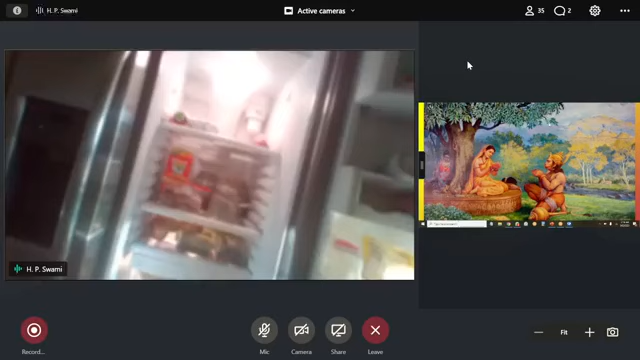 H. P. Swami
Active cameras
35
2
H. P. Swami
Record...
Mic
Camera
Share
Leave
Fit